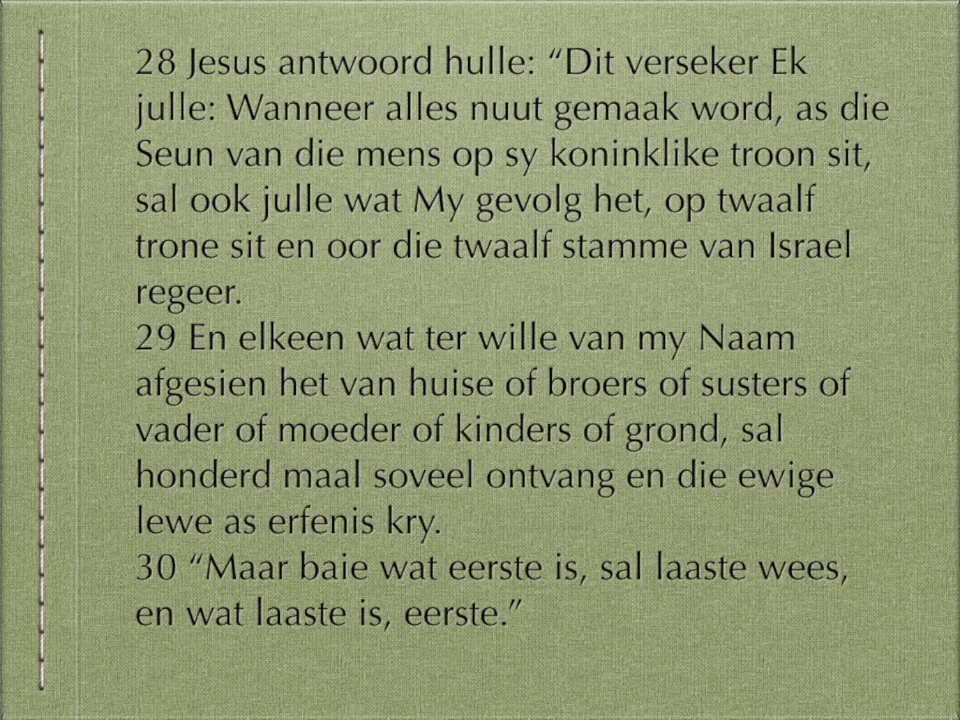 28 Jesus antwoord hulle: “Dit verseker Ek
julle: Wanneer alles nuut gemaak word, as die
Seun van die mens op sy koninklike troon sit,
sal ook julle wat My gevolg het, op twaalf
trone sit en oor die twaalf stamme van Israel
regeer.
29 En elkeen wat ter wille van my Naam
afgesien het van huise of broers of susters of
vader of moeder of kinders of grond, sal
honderd maal soveel ontvang en die ewige
lewe as erfenis kry.
30 “Maar baie wat eerste is, sal laaste wees,
en wat laaste is, eerste.”